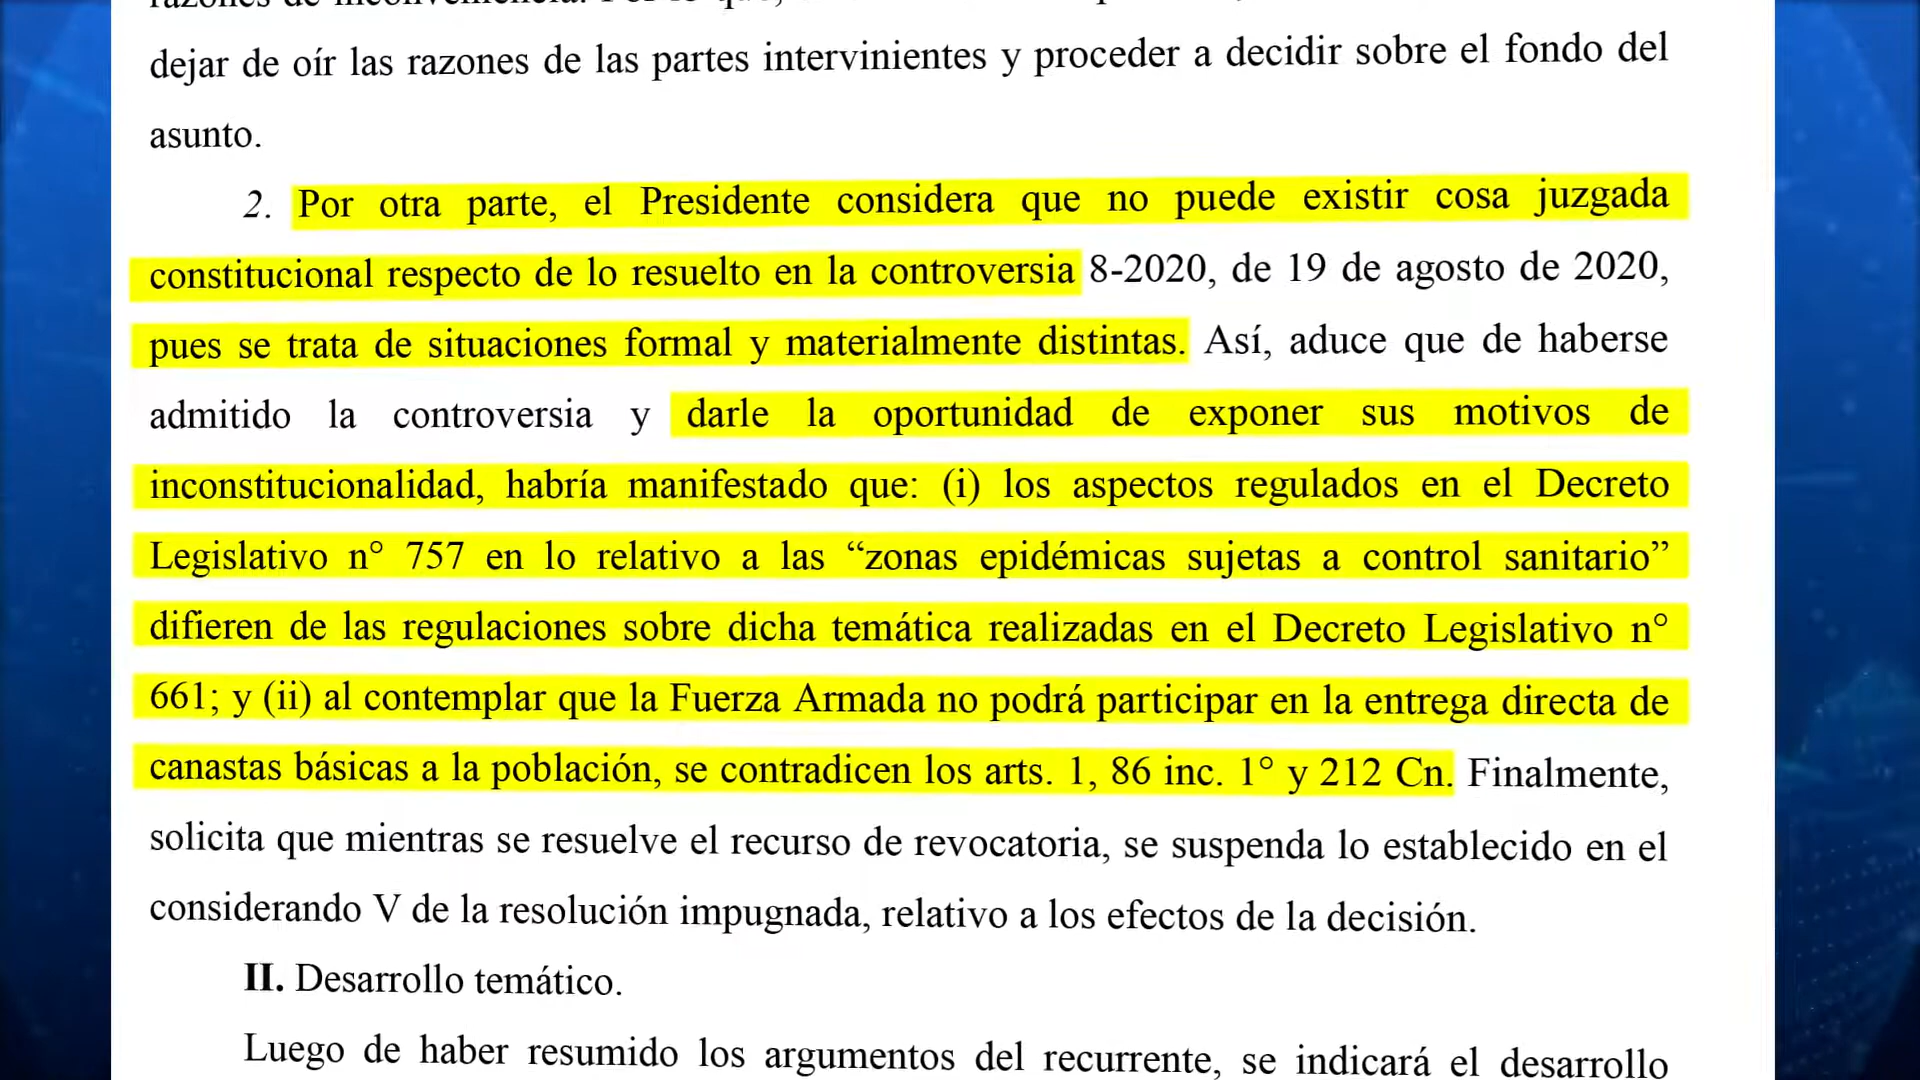 dejar de oír las razones de las partes intervinientes y proceder a decidir sobre el fondo del
asunto.
2. Por otra parte, el Presidente considera que no puede existir cosa juzgada
constitucional respecto de lo resuelto en la controversia 8-2020, de 19 de agosto de 2020,
pues se trata de situaciones formal y materialmente distintas. Así, aduce que de haberse
admitido la controversia y darle la oportunidad de exponer sus motivos de
inconstitucionalidad, habría manifestado que: (i) los aspectos regulados en el Decreto
Legislativo n° 757 en lo relativo a las “zonas epidémicas sujetas a control sanitario”
difieren de las regulaciones sobre dicha temática realizadas en el Decreto Legislativo n°
661; y (ii) al contemplar que la Fuerza Armada no podrá participar en la entrega directa de
canastas básicas a la población, se contradicen los arts. 1, 86 inc. 1° y 212 Cn. Finalmente,
solicita que mientras se resuelve el recurso de revocatoria, se suspenda lo establecido en el
considerando V de la resolución impugnada, relativo a los efectos de la decisión.
II. Desarrollo temático.
Luego de haber resumido los argumentos del recurrente, se indicará el desarrollo